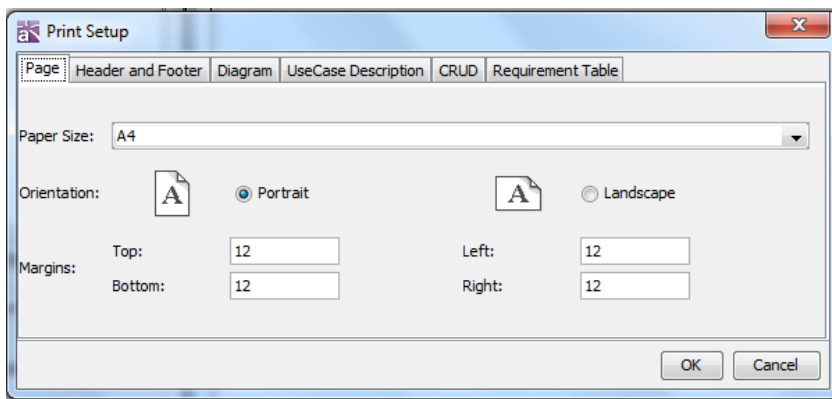 Print Setup
Page Header and Footer Diagram UseCase Description CRUD Requirement Table
Paper Size: A4
Orientation: A Portrait A Landscape
Margins: Top: 12 Left: 12
Bottom: 12 Right: 12
OK Cancel